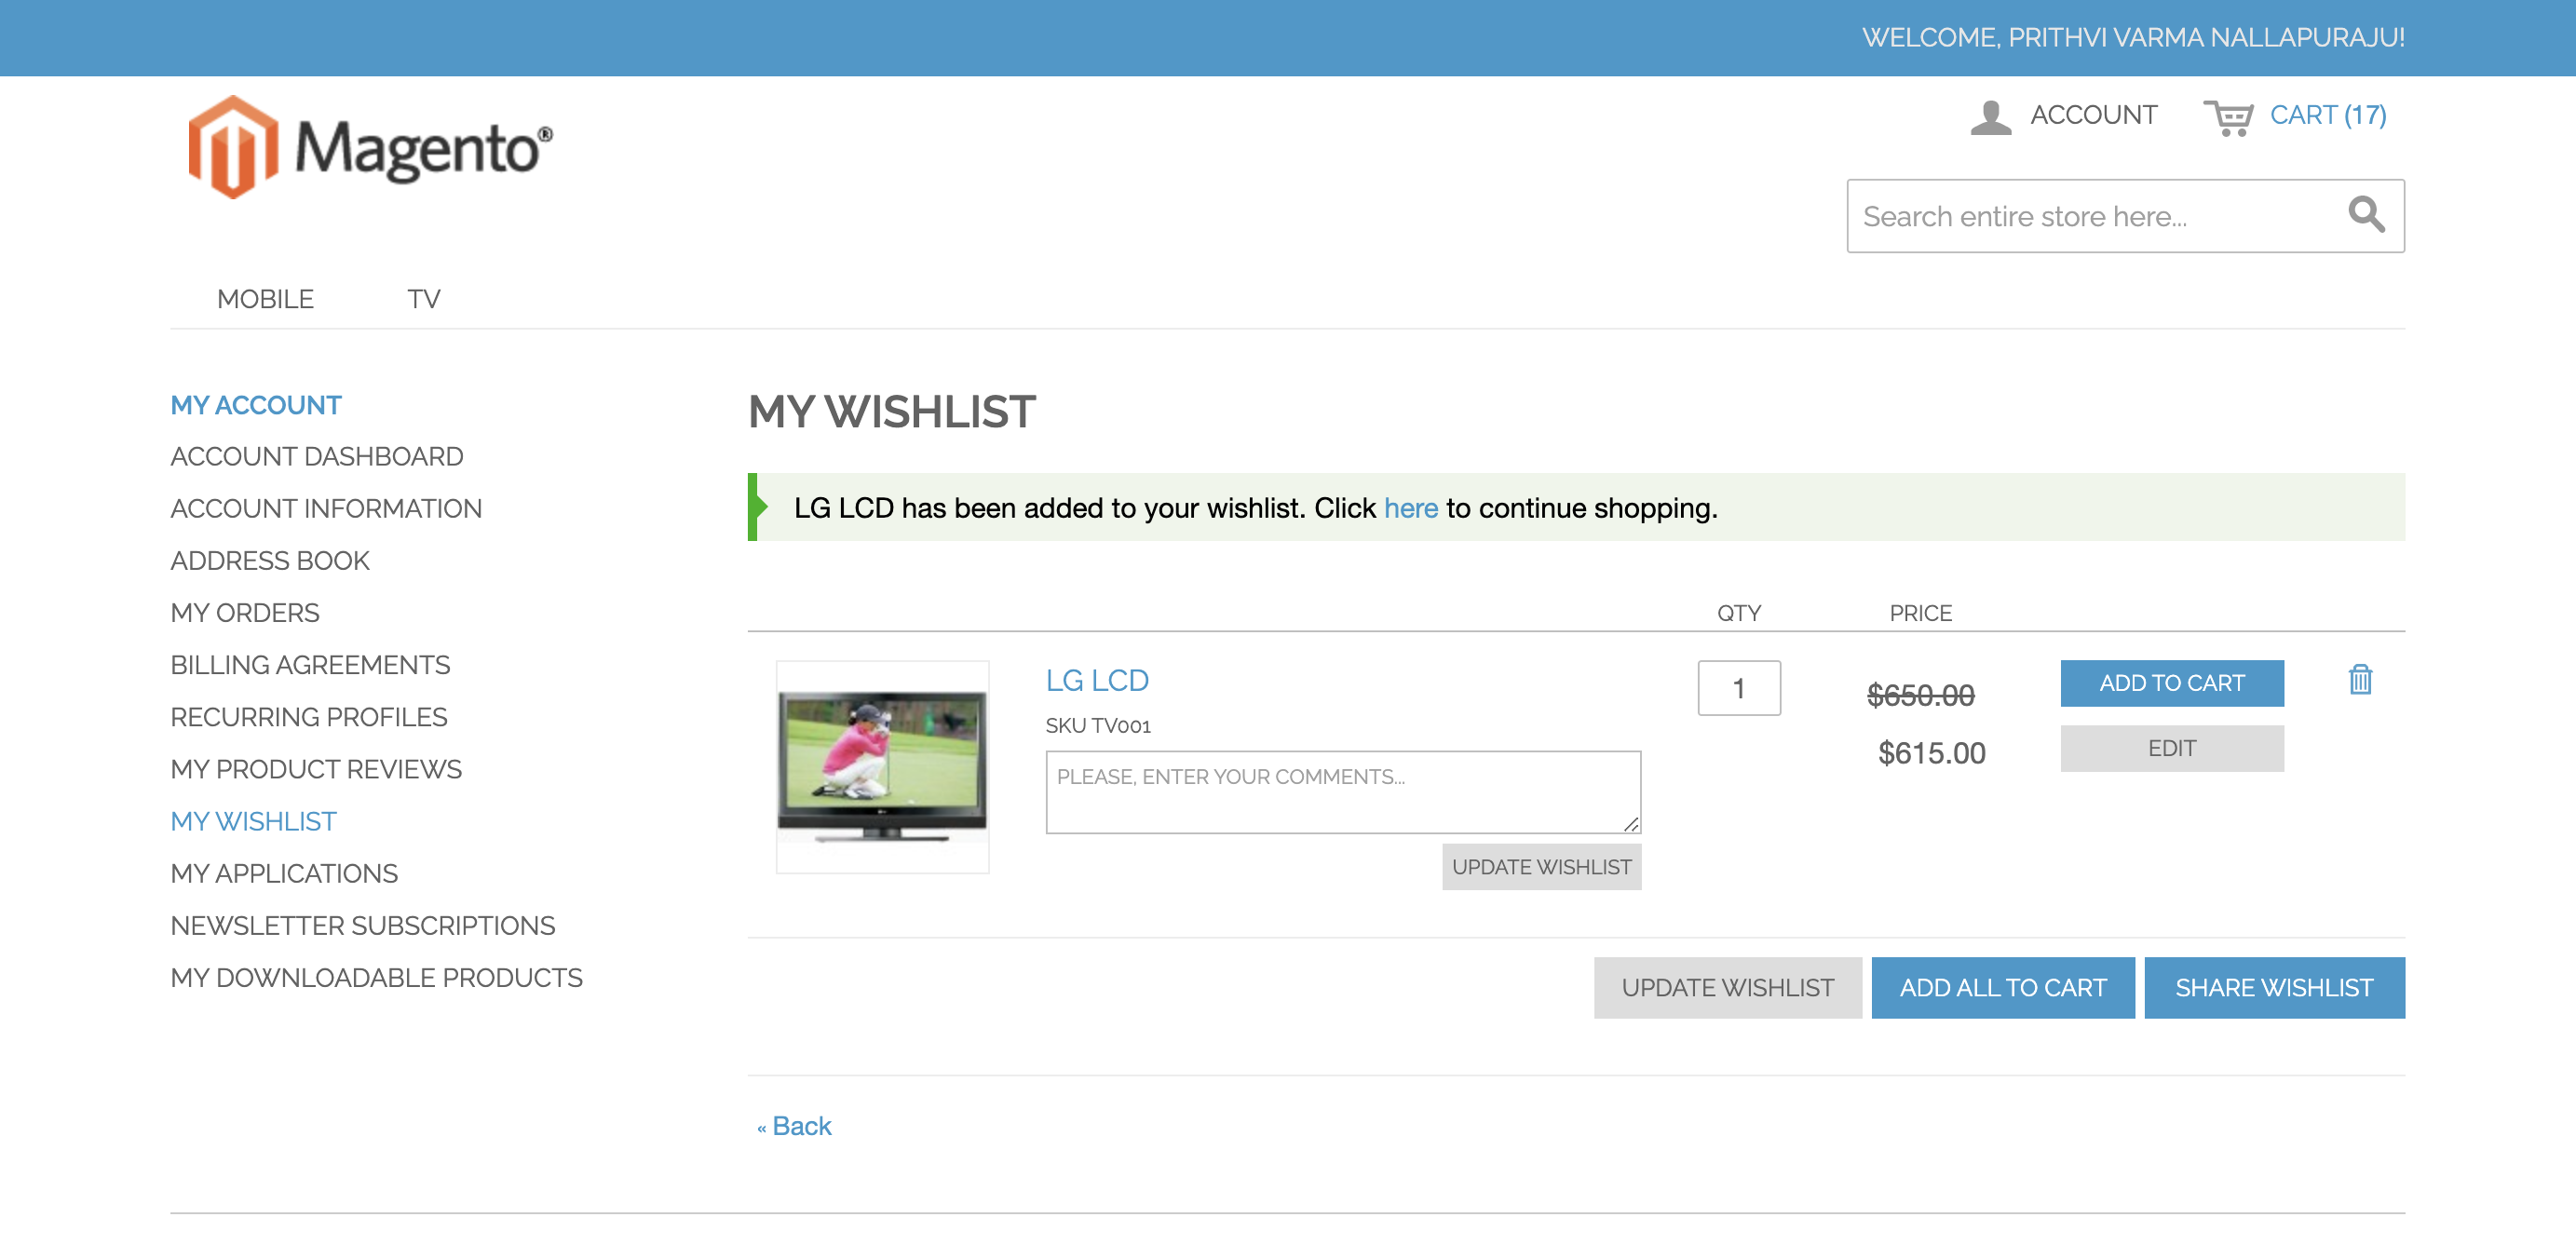 WELCOME, PRITHVI VARMA NALLAPURAJU!
Magento®
ACCOUNT
CART (17)
Search entire store here...
MOBILE
TV
MY ACCOUNT
ACCOUNT DASHBOARD
ACCOUNT INFORMATION
ADDRESS BOOK
MY ORDERS
BILLING AGREEMENTS
RECURRING PROFILES
MY PRODUCT REVIEWS
MY WISHLIST
MY APPLICATIONS
NEWSLETTER SUBSCRIPTIONS
MY DOWNLOADABLE PRODUCTS
MY WISHLIST
LG LCD has been added to your wishlist. Click here to continue shopping.
QTY
PRICE
LG LCD
SKU TV001
PLEASE, ENTER YOUR COMMENTS...
UPDATE WISHLIST
1
$650.00
$615.00
ADD TO CART
EDIT
UPDATE WISHLIST
ADD ALL TO CART
SHARE WISHLIST
« Back